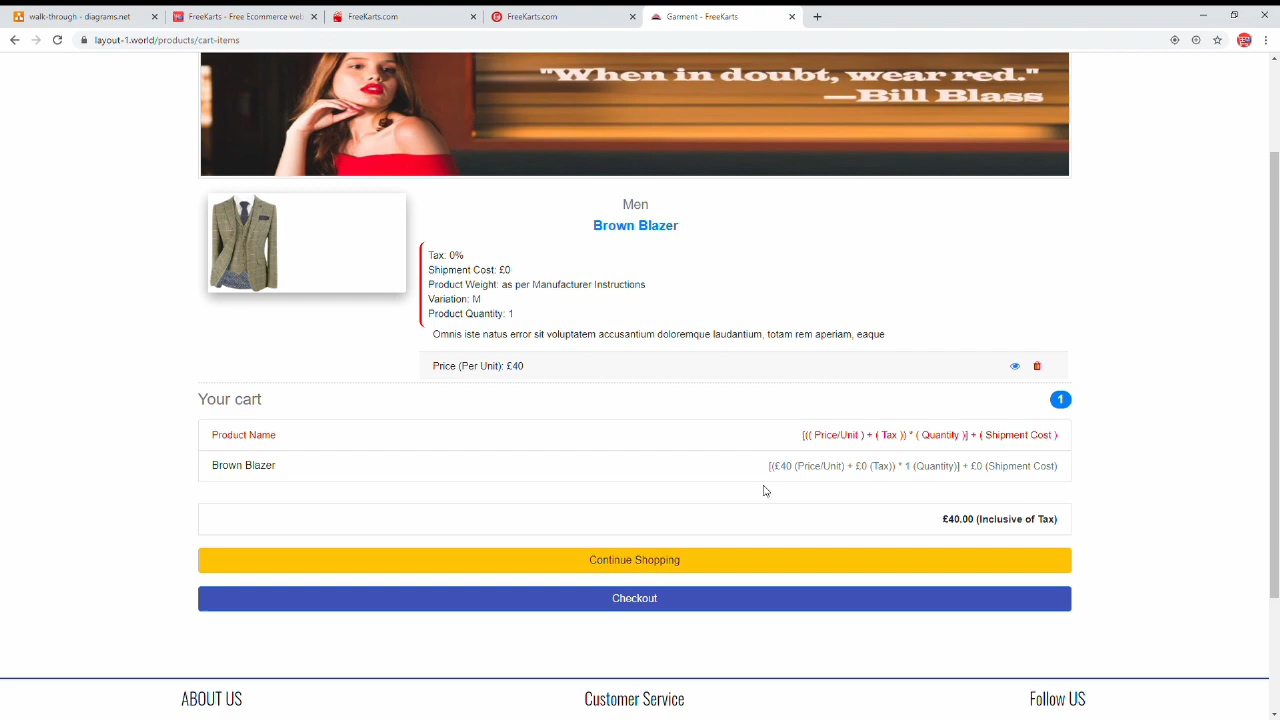 walk-through - diagrams.net
FreeKarts - Free Ecommerce web
FreeKarts.com
FreeKarts.com
Garment - FreeKarts
layout-1.world/products/cart-items
"When in doubt, wear red."
—Bill Blass
Men
Brown Blazer
Tax: 0%
Shipment Cost: £0
Product Weight: as per Manufacturer Instructions
Variation: M
Product Quantity: 1
Omnis iste natus error sit voluptatem accusantium doloremque laudantium, totam rem aperiam, eaque
Price (Per Unit): £40
Your cart 1
Product Name [(( Price/Unit ) + ( Tax )) * ( Quantity )] + ( Shipment Cost )
Brown Blazer [(£40 (Price/Unit) + £0 (Tax)) * 1 (Quantity)] + £0 (Shipment Cost)
£40.00 (Inclusive of Tax)
Continue Shopping
Checkout
ABOUT US Customer Service Follow US